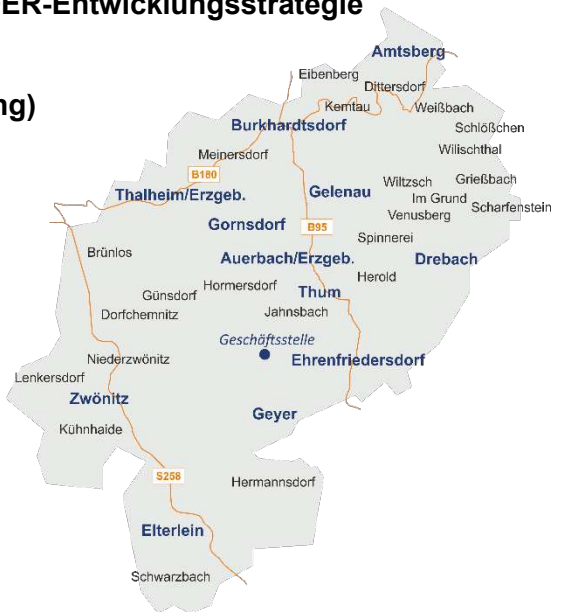 ER-Entwicklungsstrategie
ng)
Amtsberg
Eibenberg
Dittersdorf
Kemtau
Weißbach
Burkhardtsdorf
Schlößchen
Wilischthal
Meinersdorf
B180
Thalheim/Erzgeb.
Gelenau
Wiltzsch
Grießbach
Im Grund
Scharfenstein
Venusberg
Gornsdorf
B95
Spinnerei
Brünlos
Auerbach/Erzgeb.
Drebach
Herold
Hormersdorf
Thum
Günsdorf
Jahnsbach
Dorfchemnitz
Geschäftsstelle
Niederzwönitz
Ehrenfriedersdorf
Lenkersdorf
Zwönitz
Geyer
Kühnhaide
S258
Hermannsdorf
Elterlein
Schwarzbach